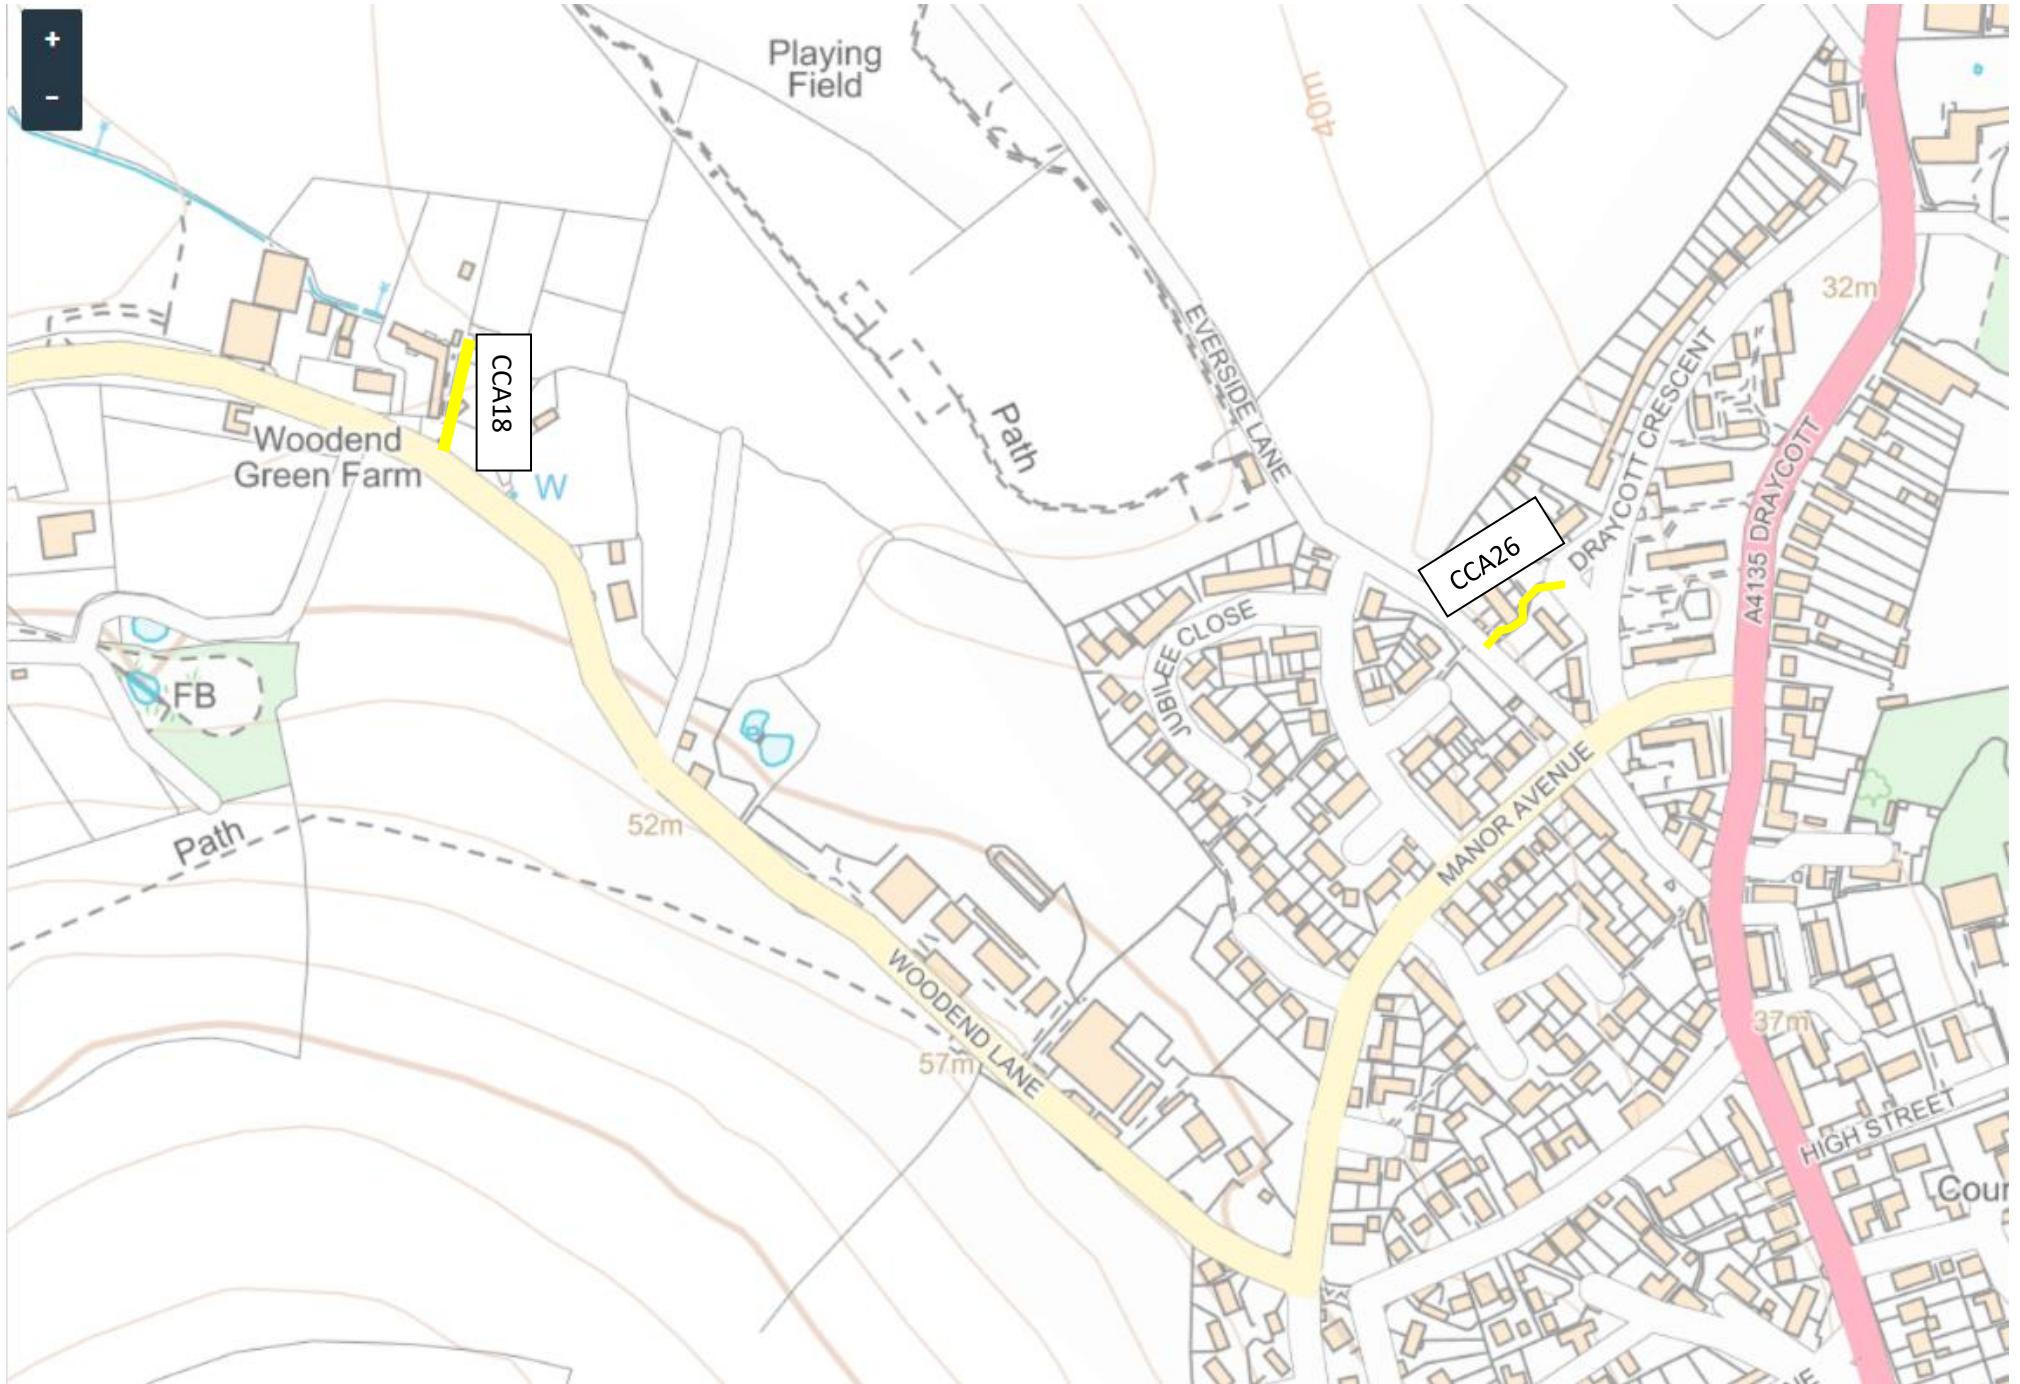 +
Playing
Field
−
40m
32m
EVERSIDE LANE
CCA18
DRAYCOTT CRESCENT
Path
Woodend
Green Farm
W
A4135 DRAYCOTT
CCA26
JUBILEE CLOSE
FB
MANOR AVENUE
52m
Path
WOODEND LANE
37m
57m
HIGH STREET
Cour
NE